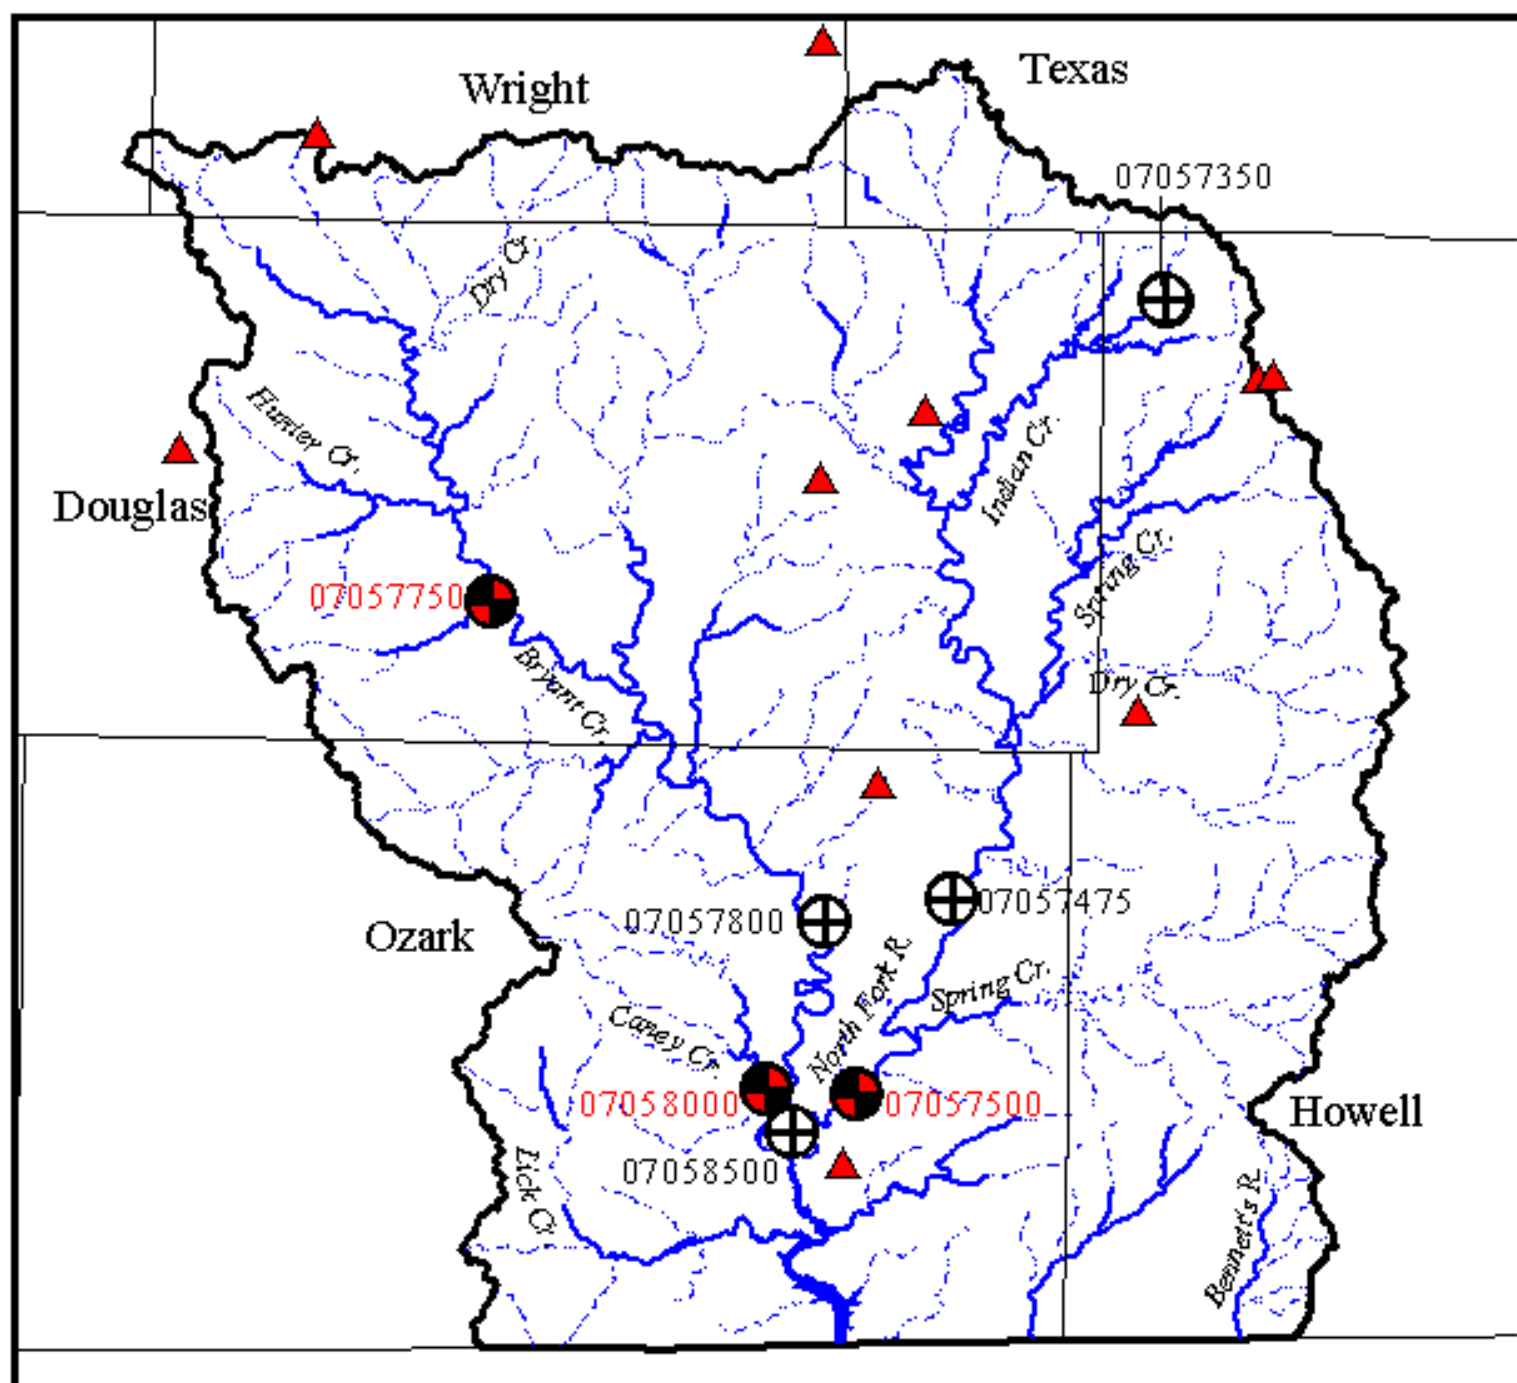 Texas
Wright
07057350
Dry Cr.
Hunter Cr.
Indian Cr.
Douglas
Spring Cr.
07057750
Bryant Cr.
Dry Cr.
07057475
07057800
Ozark
North Fork R.
Spring Cr.
Caney Cr.
07058000
07057500
Howell
07058500
Lick Cr.
Bennett's R.